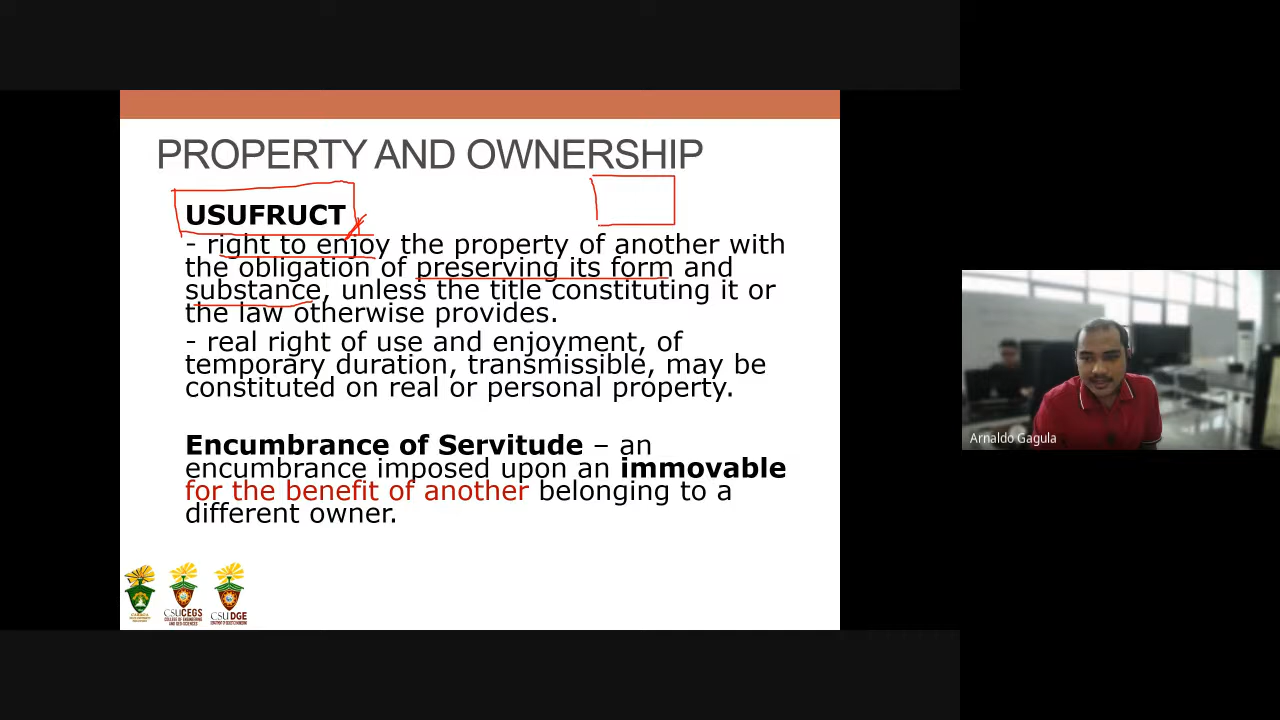 PROPERTY AND OWNERSHIP
USUFRUCT
- right to enjoy the property of another with
the obligation of preserving its form and
substance, unless the title constituting it or
the law otherwise provides.
- real right of use and enjoyment, of
temporary duration, transmissible, may be
constituted on real or personal property.
Encumbrance of Servitude – an
encumbrance imposed upon an immovable
for the benefit of another belonging to a
different owner.
CSUCEGS
CSUDGE
Arnaldo Gagula